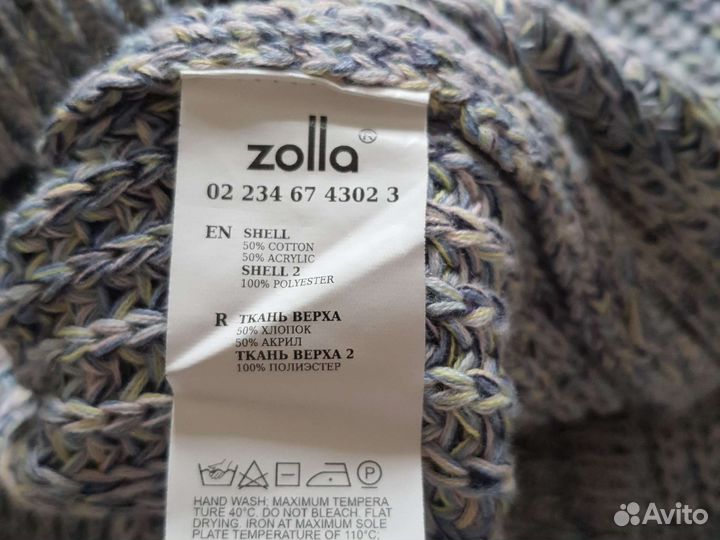 zolla ®
02 234 67 4302 3
EN SHELL
50% COTTON
50% ACRYLIC
SHELL 2
100% POLYESTER
R ТКАНЬ ВЕРХА
50% ХЛОПОК
50% АКРИЛ
ТКАНЬ ВЕРХА 2
100% ПОЛИЭСТЕР
HAND WASH; MAXIMUM TEMPERA
TURE 40°C. DO NOT BLEACH. FLAT
DRYING. IRON AT MAXIMUM SOLE
PLATE TEMPERATURE OF 110°C;
Avito